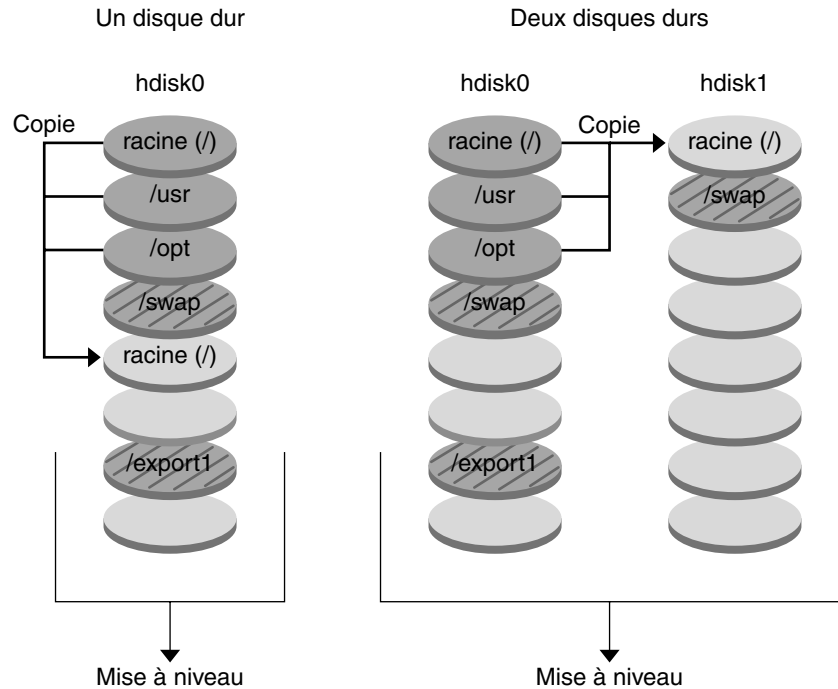 Un disque dur
hdisk0
Copie
racine (/)
/usr
/opt
/swap
racine (/)
/export1
Mise à niveau
Deux disques durs
hdisk0
hdisk1
racine (/)
Copie
racine (/)
/usr
/swap
/opt
/swap
/export1
Mise à niveau